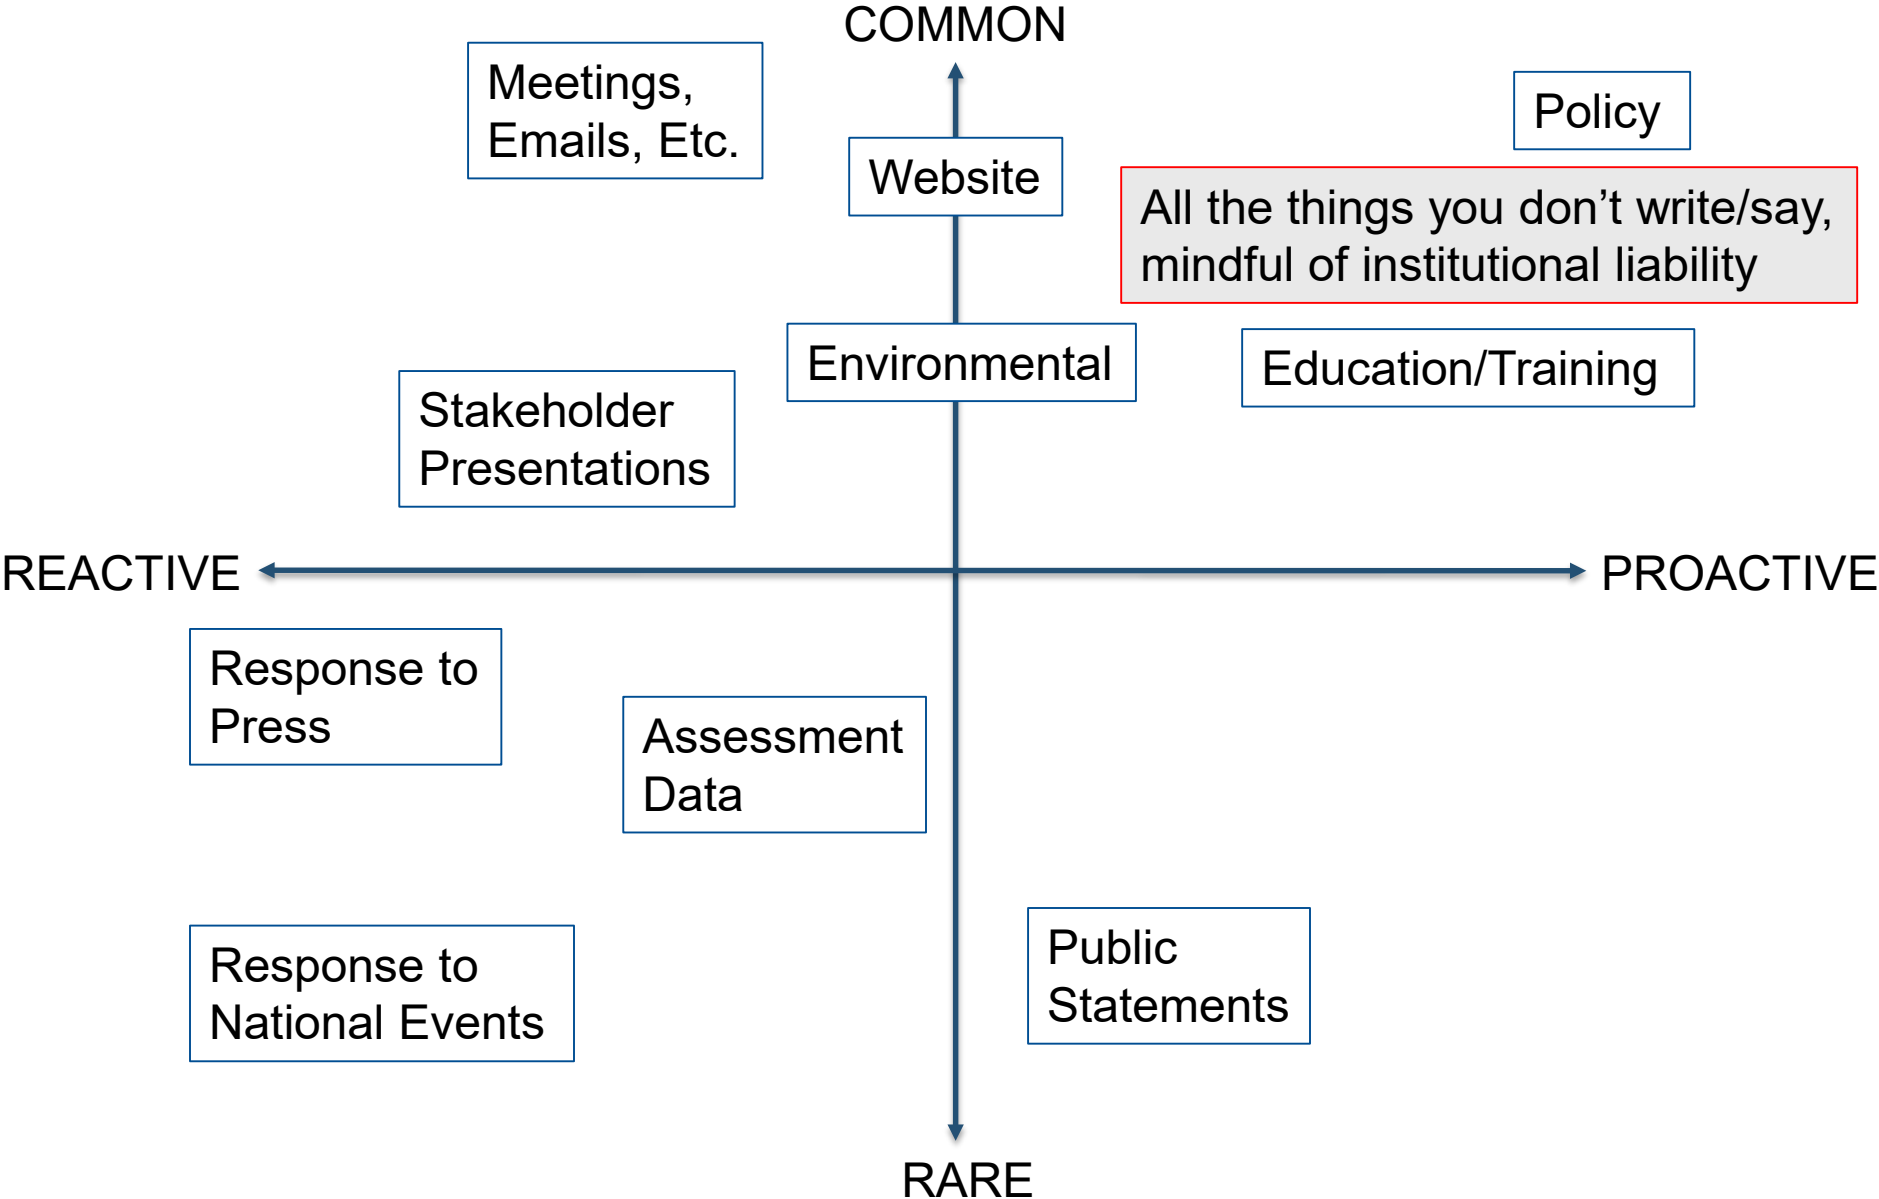 COMMON
Meetings,
Emails, Etc.
Policy
Website
All the things you don’t write/say,
mindful of institutional liability
Environmental
Education/Training
Stakeholder
Presentations
REACTIVE
PROACTIVE
Response to
Press
Assessment
Data
Response to
National Events
Public
Statements
RARE